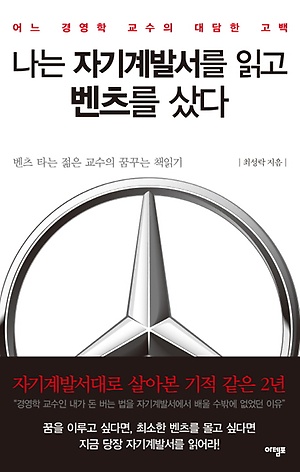 어느 경영학 교수의 대담한 고백
나는 자기계발서를 읽고
벤츠를 샀다
벤츠 타는 젊은 교수의 꿈꾸는 책읽기
| 최성락 지음 |
자기계발서대로 살아본 기적 같은 2년
"경영학 교수인 내가 돈 버는 법을 자기계발서에서 배울 수밖에 없었던 이유"
꿈을 이루고 싶다면, 최소한 벤츠를 몰고 싶다면
지금 당장 자기계발서를 읽어라!
아템포